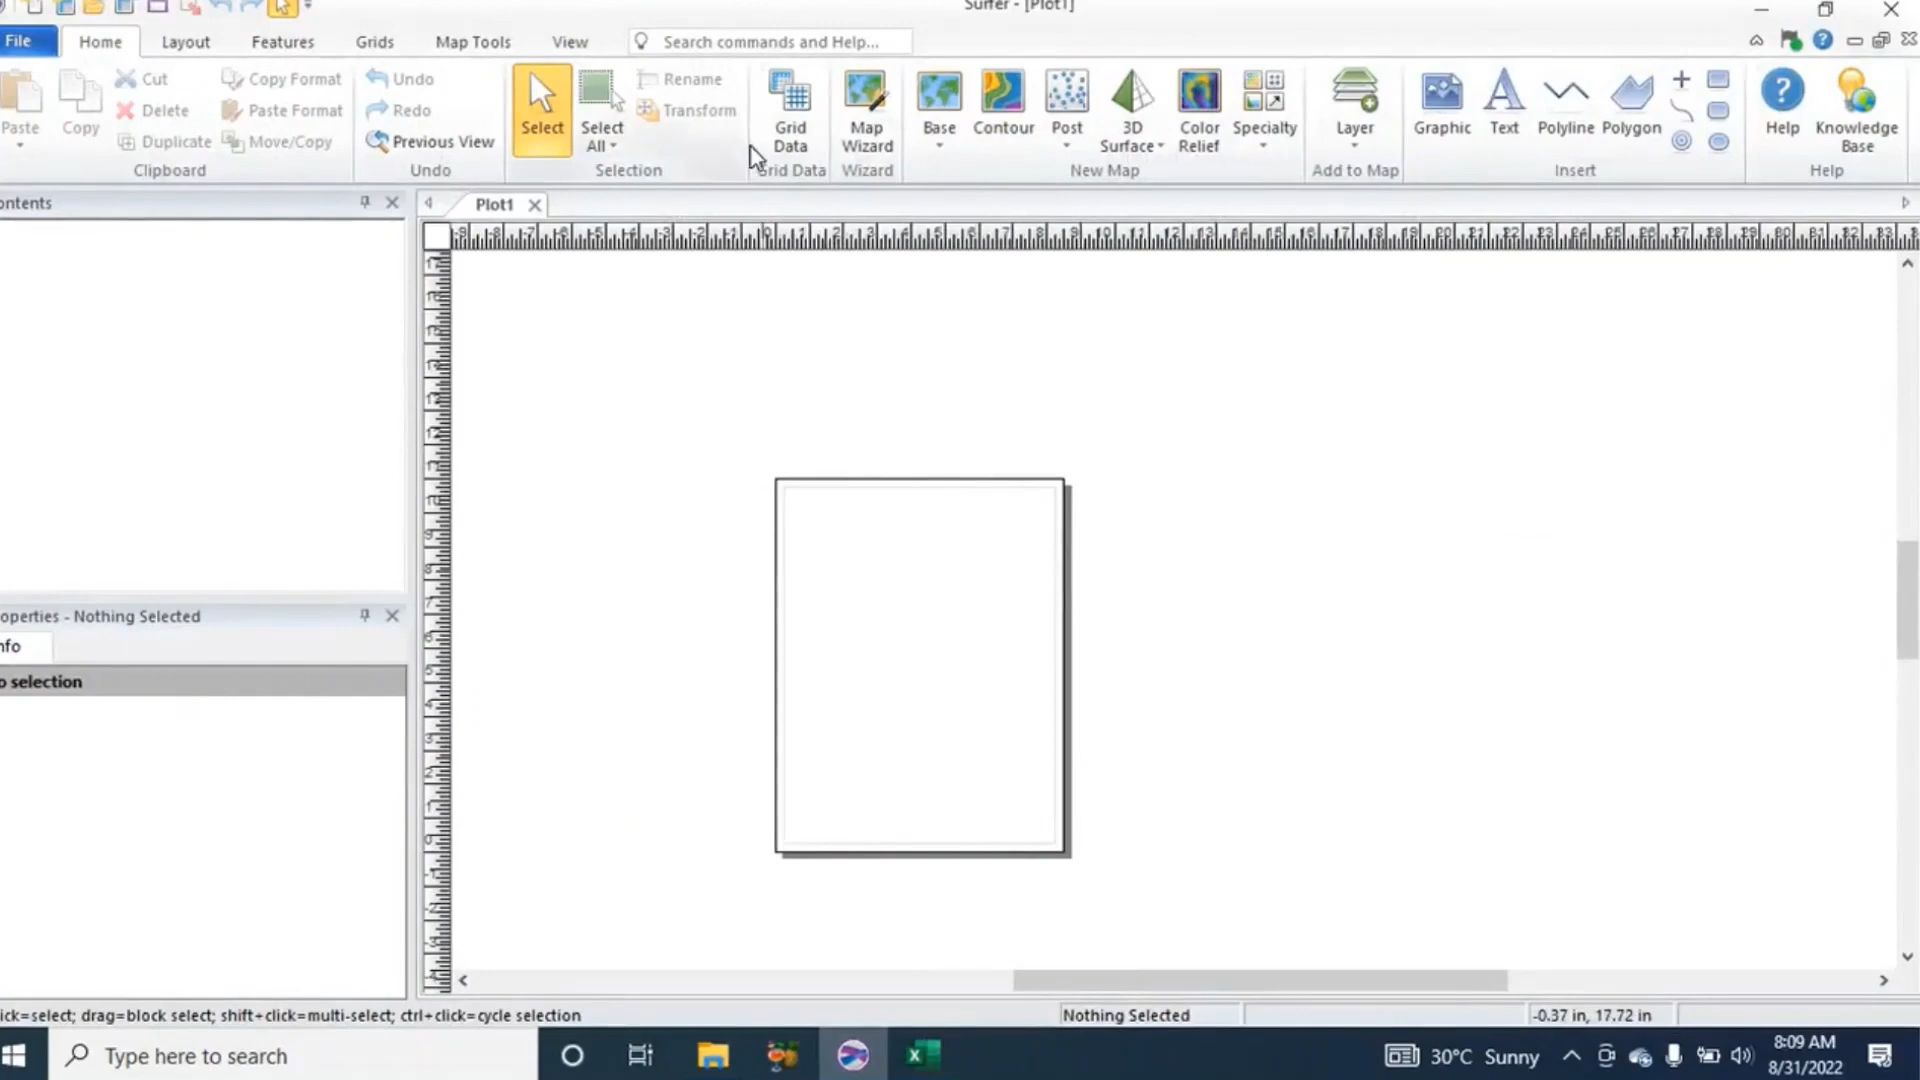 Surfer - [Plot1]
File Home Layout Features Grids Map Tools View Search commands and Help...
Paste Copy Cut Delete Duplicate Copy Format Paste Format Move/Copy
Clipboard
Undo Redo Previous View
Undo
Select Select All Rename Transform
Selection
Grid Data
Grid Data
Map Wizard
Wizard
Base Contour Post 3D Surface Color Relief Specialty
New Map
Layer
Add to Map
Graphic Text Polyline Polygon
Insert
Help Knowledge Base
Help
ontents
Plot1
operties - Nothing Selected
nfo
o selection
ick=select; drag=block select; shift+click=multi-select; ctrl+click=cycle selection
Nothing Selected
-0.37 in, 17.72 in
Type here to search
30°C Sunny
8:09 AM
8/31/2022